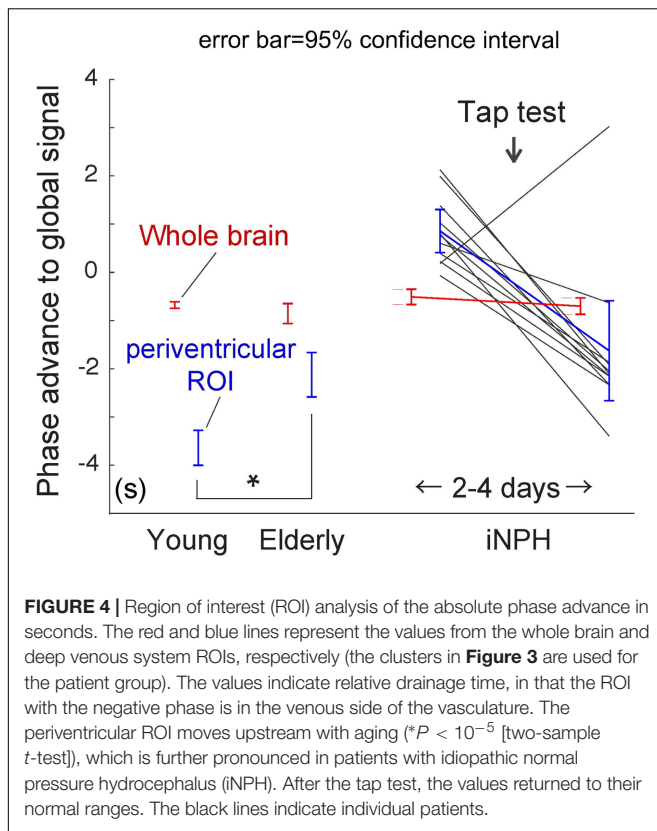 error bar=95% confidence interval
Phase advance to global signal
4
2
0
-2
-4
(s)
Tap test
Whole brain
periventricular
ROI
*
← 2-4 days →
Young
Elderly
iNPH
FIGURE 4 | Region of interest (ROI) analysis of the absolute phase advance in
seconds. The red and blue lines represent the values from the whole brain and
deep venous system ROIs, respectively (the clusters in Figure 3 are used for
the patient group). The values indicate relative drainage time, in that the ROI
with the negative phase is in the venous side of the vasculature. The
periventricular ROI moves upstream with aging (*P < 10⁻⁵ [two-sample
t-test]), which is further pronounced in patients with idiopathic normal
pressure hydrocephalus (iNPH). After the tap test, the values returned to their
normal ranges. The black lines indicate individual patients.